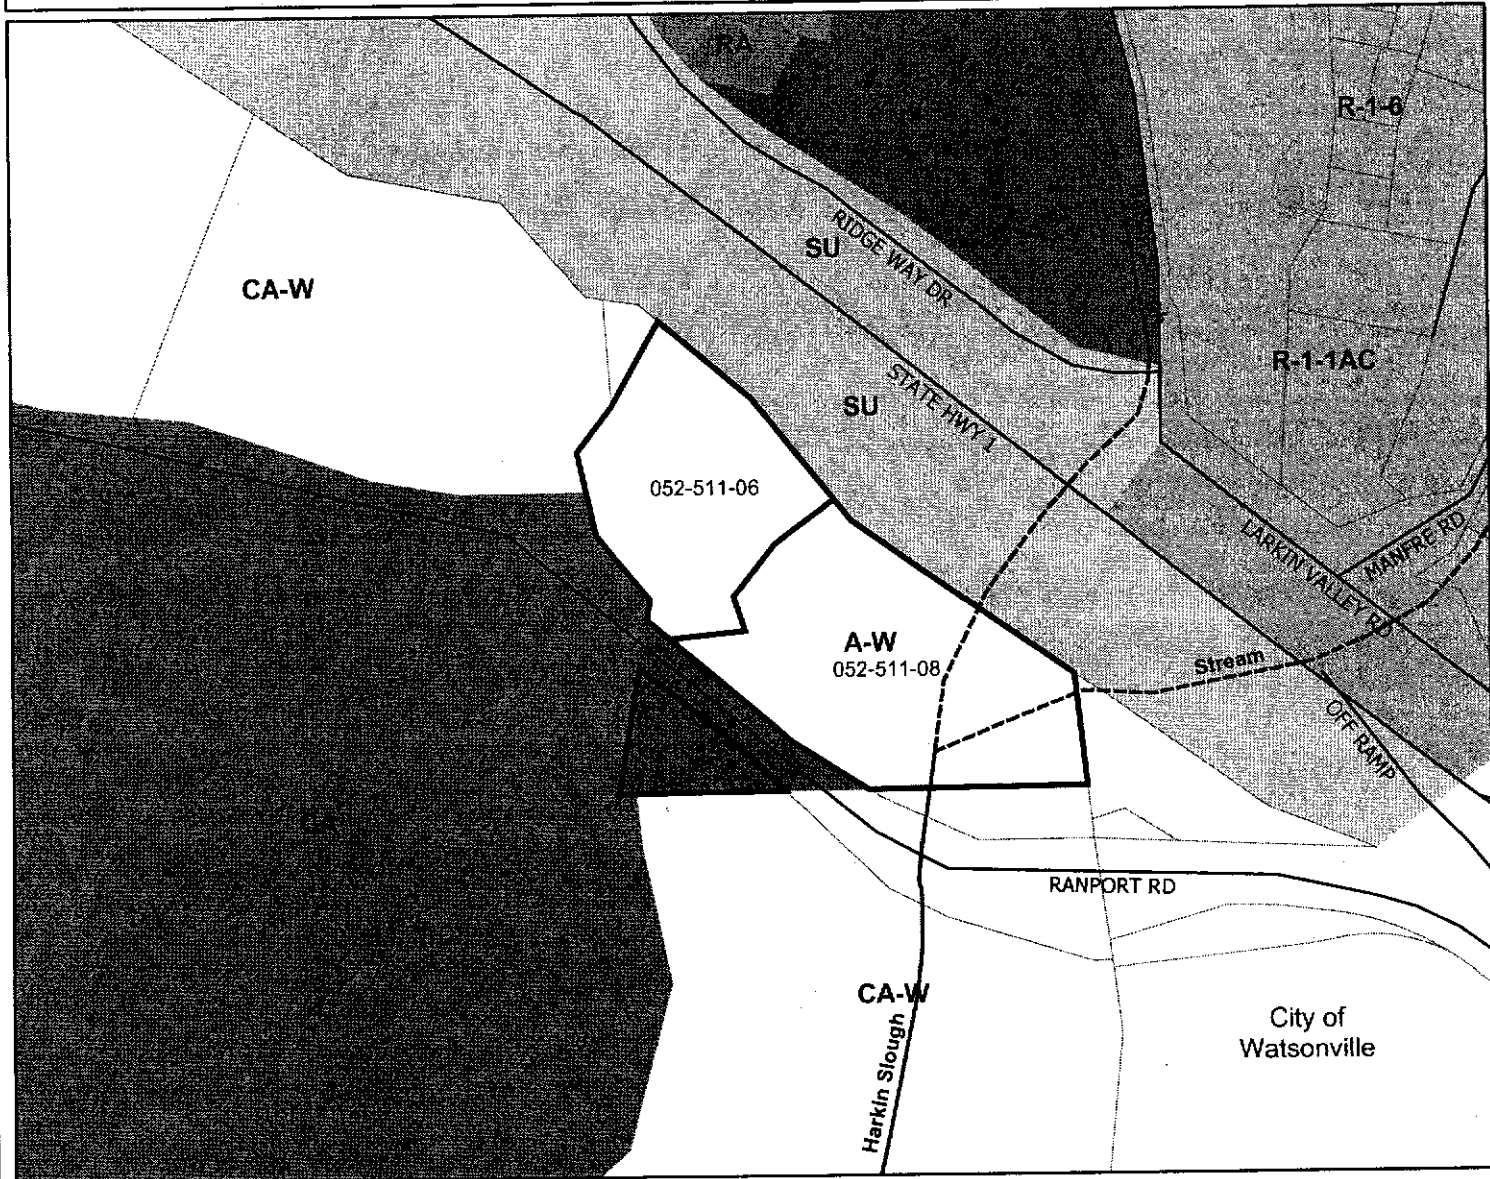 RA
R-1-6
SU
RIDGE WAY DR
CA-W
R-1-1AC
STATE HWY 1
SU
052-511-06
LARKIN VALLEY RD
MANFRE RD
A-W
052-511-08
Stream
OFF RAMP
CA
RANPORT RD
CA-W
Harkin Slough
City of
Watsonville